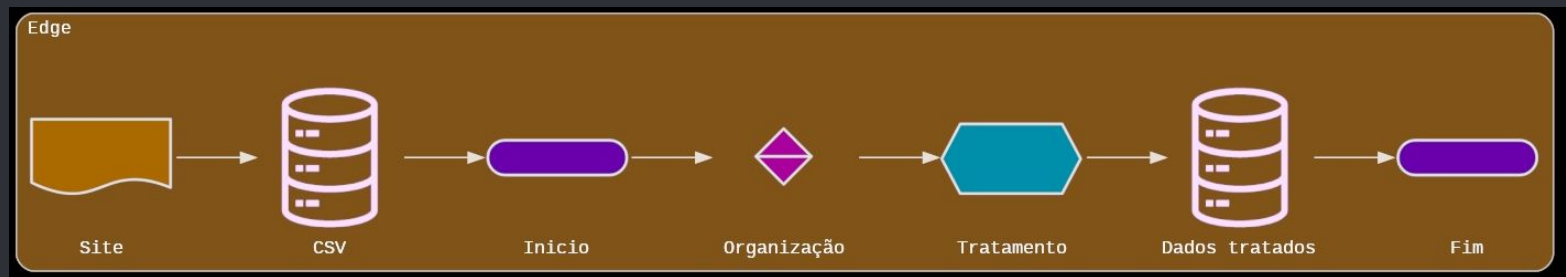 Edge
Site
CSV
Inicio
Organização
Tratamento
Dados tratados
Fim